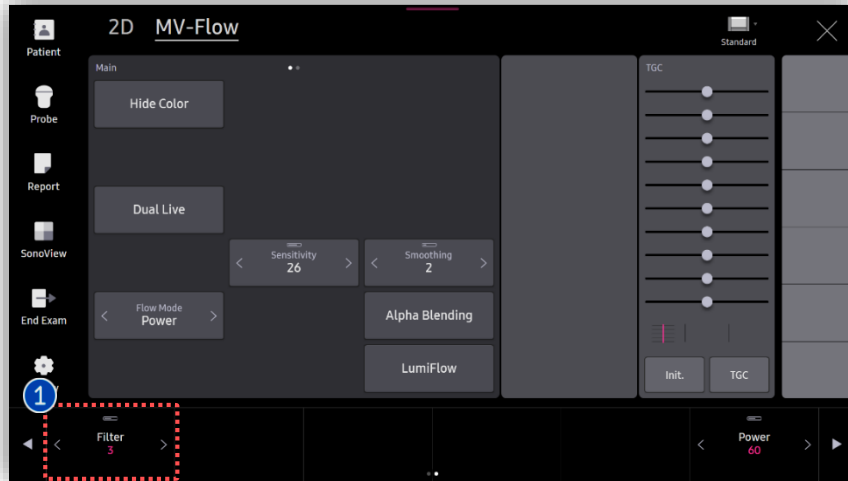 Patient
2D
MV-Flow
Standard
Main
TGC
Hide Color
Probe
Report
Dual Live
SonoView
Sensitivity
26
Smoothing
2
End Exam
Flow Mode
Power
Alpha Blending
LumiFlow
Init.
TGC
1
Filter
3
Power
60